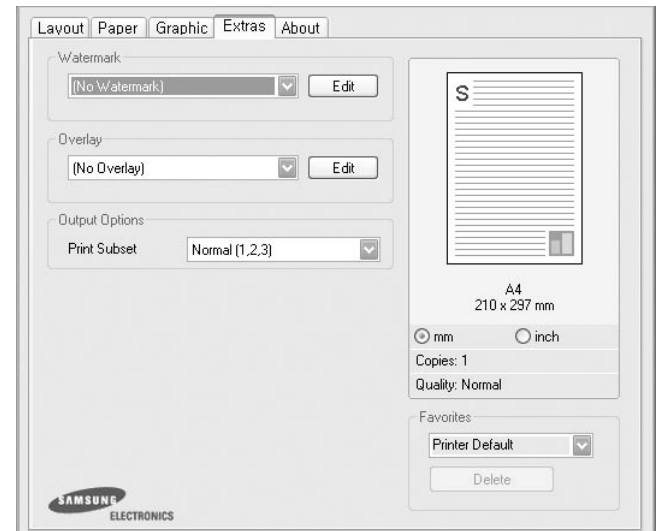 Layout Paper Graphic Extras About
Watermark
(No Watermark) Edit
Overlay
(No Overlay) Edit
Output Options
Print Subset Normal (1,2,3)
S
A4
210 x 297 mm
mm inch
Copies: 1
Quality: Normal
Favorites
Printer Default
Delete
SAMSUNG
ELECTRONICS